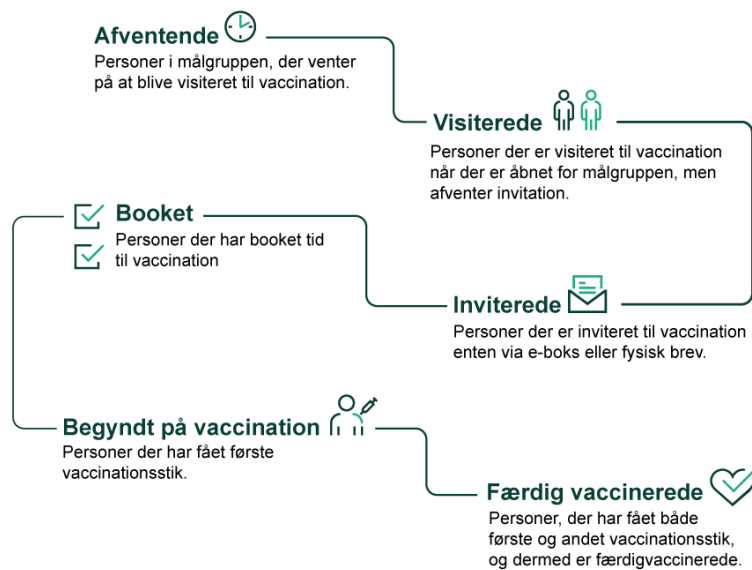 Afventende
Personer i målgruppen, der venter
på at blive visiteret til vaccination.
Visiterede
Personer der er visiteret til vaccination
når der er åbnet for målgruppen, men
afventer invitation.
Inviterede
Personer der er inviteret til vaccination
enten via e-boks eller fysisk brev.
Booket
Personer der har booket tid
til vaccination
Begyndt på vaccination
Personer der har fået første
vaccinationsstik.
Færdig vaccinerede
Personer, der har fået både
første og andet vaccinationsstik,
og dermed er færdigvaccinerede.